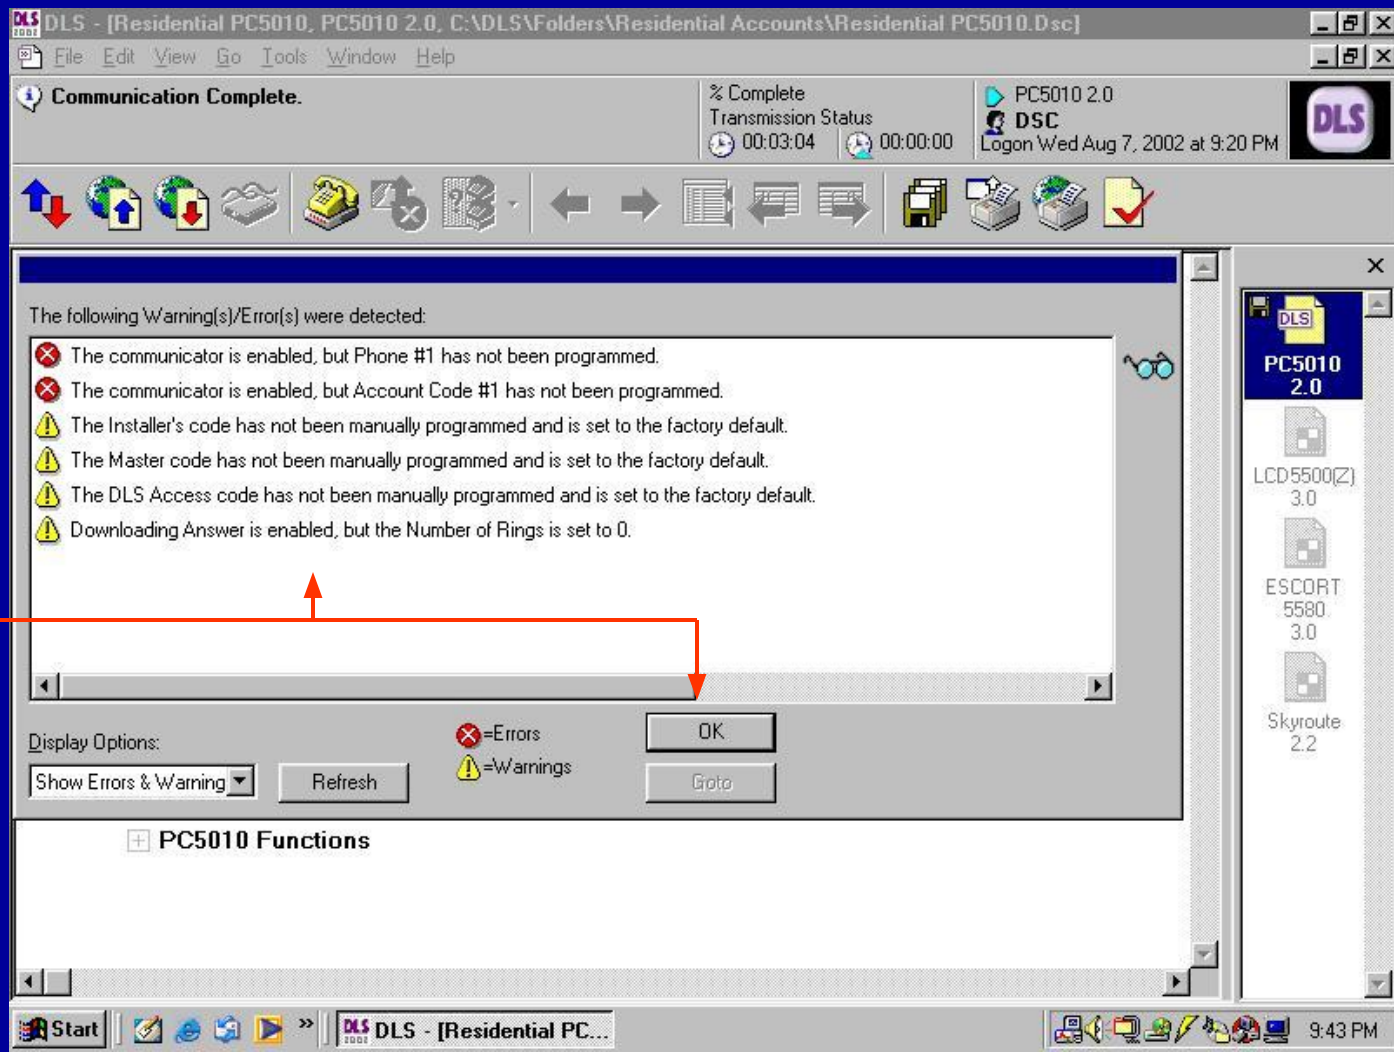 DLS 2002 DLS - [Residential PC5010, PC5010 2.0, C:\DLS\Folders\Residential Accounts\Residential PC5010.Dsc]
File Edit View Go Tools Window Help
Communication Complete.
% Complete
Transmission Status
00:03:04 00:00:00
PC5010 2.0
DSC
Logon Wed Aug 7, 2002 at 9:20 PM
DLS
The following Warning(s)/Error(s) were detected:
The communicator is enabled, but Phone #1 has not been programmed.
The communicator is enabled, but Account Code #1 has not been programmed.
The Installer's code has not been manually programmed and is set to the factory default.
The Master code has not been manually programmed and is set to the factory default.
The DLS Access code has not been manually programmed and is set to the factory default.
Downloading Answer is enabled, but the Number of Rings is set to 0.
Display Options:
Show Errors & Warning
Refresh
=Errors
=Warnings
OK
Goto
PC5010 Functions
DLS
PC5010
2.0
LCD5500(Z)
3.0
ESCORT
5580
3.0
Skyroute
2.2
Start
»
DLS 2002 DLS - [Residential PC...
9:43 PM